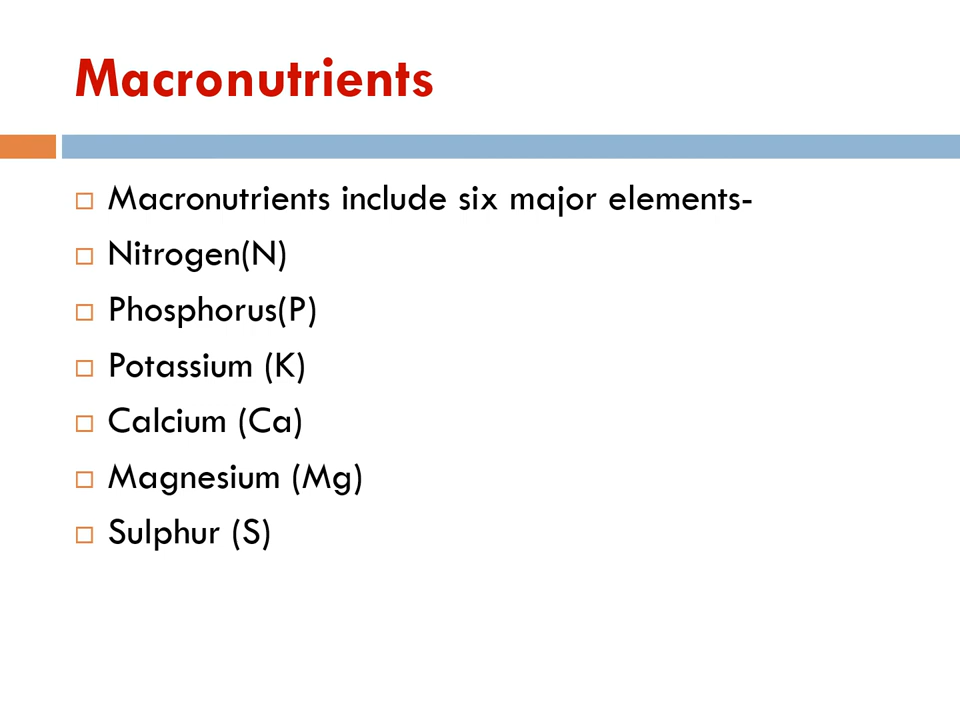 Macronutrients
Macronutrients include six major elements-
Nitrogen(N)
Phosphorus(P)
Potassium (K)
Calcium (Ca)
Magnesium (Mg)
Sulphur (S)